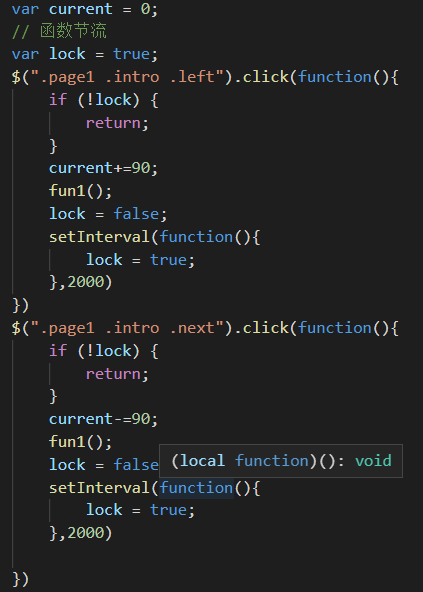 var current = 0;
// 函数节流
var lock = true;
$(".page1 .intro .left").click(function(){
    if (!lock) {
        return;
    }
    current+=90;
    fun1();
    lock = false;
    setInterval(function(){
        lock = true;
    },2000)
})
$(".page1 .intro .next").click(function(){
    if (!lock) {
        return;
    }
    current-=90;
    fun1();
    lock = false (local function)(): void
    setInterval(function(){
        lock = true;
    },2000)
})